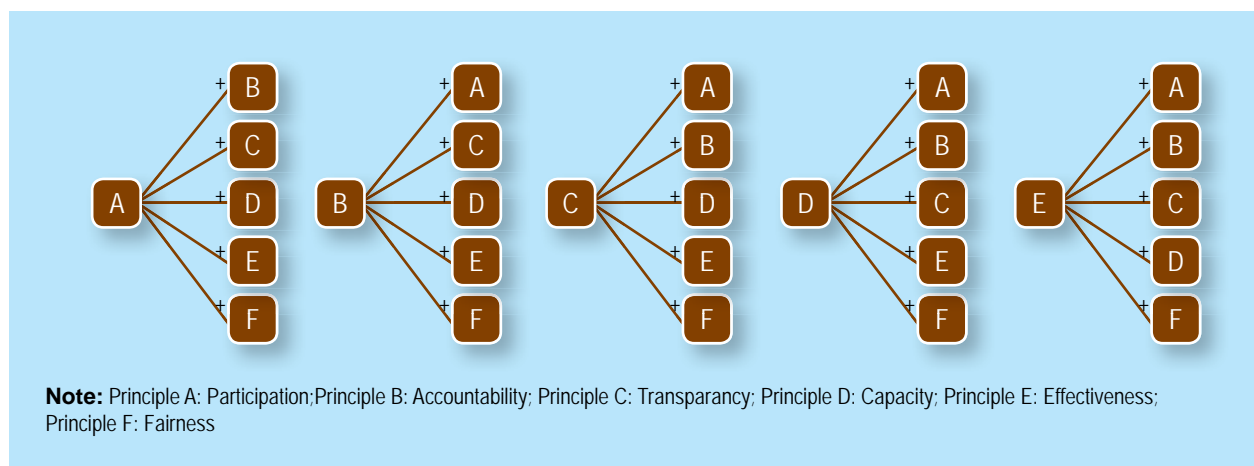 + B + A + A + A + A
+ C + C + B + B + B
A + D B + D C + D D + C E + C
+ E + E + E + E + D
+ F + F + F + F + F
Note: Principle A: Participation;Principle B: Accountability; Principle C: Transparancy; Principle D: Capacity; Principle E: Effectiveness;
Principle F: Fairness